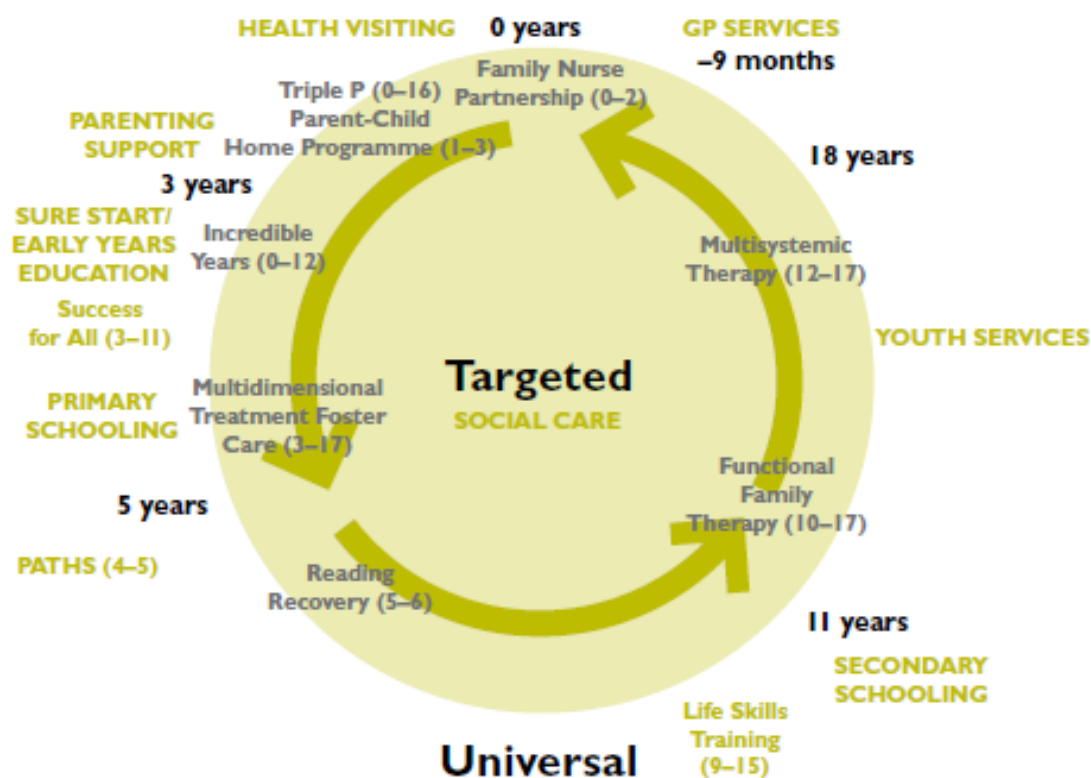 HEALTH VISITING
0 years
GP SERVICES
–9 months
Family Nurse
Partnership (0–2)
Triple P (0–16)
Parent-Child
Home Programme (1–3)
PARENTING
SUPPORT
18 years
3 years
SURE START/
EARLY YEARS
EDUCATION
Incredible
Years (0–12)
Multisystemic
Therapy (12–17)
Success
for All (3–11)
YOUTH SERVICES
Targeted
SOCIAL CARE
PRIMARY
SCHOOLING
Multidimensional
Treatment Foster
Care (3–17)
Functional
Family
Therapy (10–17)
5 years
PATHS (4–5)
Reading
Recovery (5–6)
11 years
SECONDARY
SCHOOLING
Life Skills
Training
(9–15)
Universal